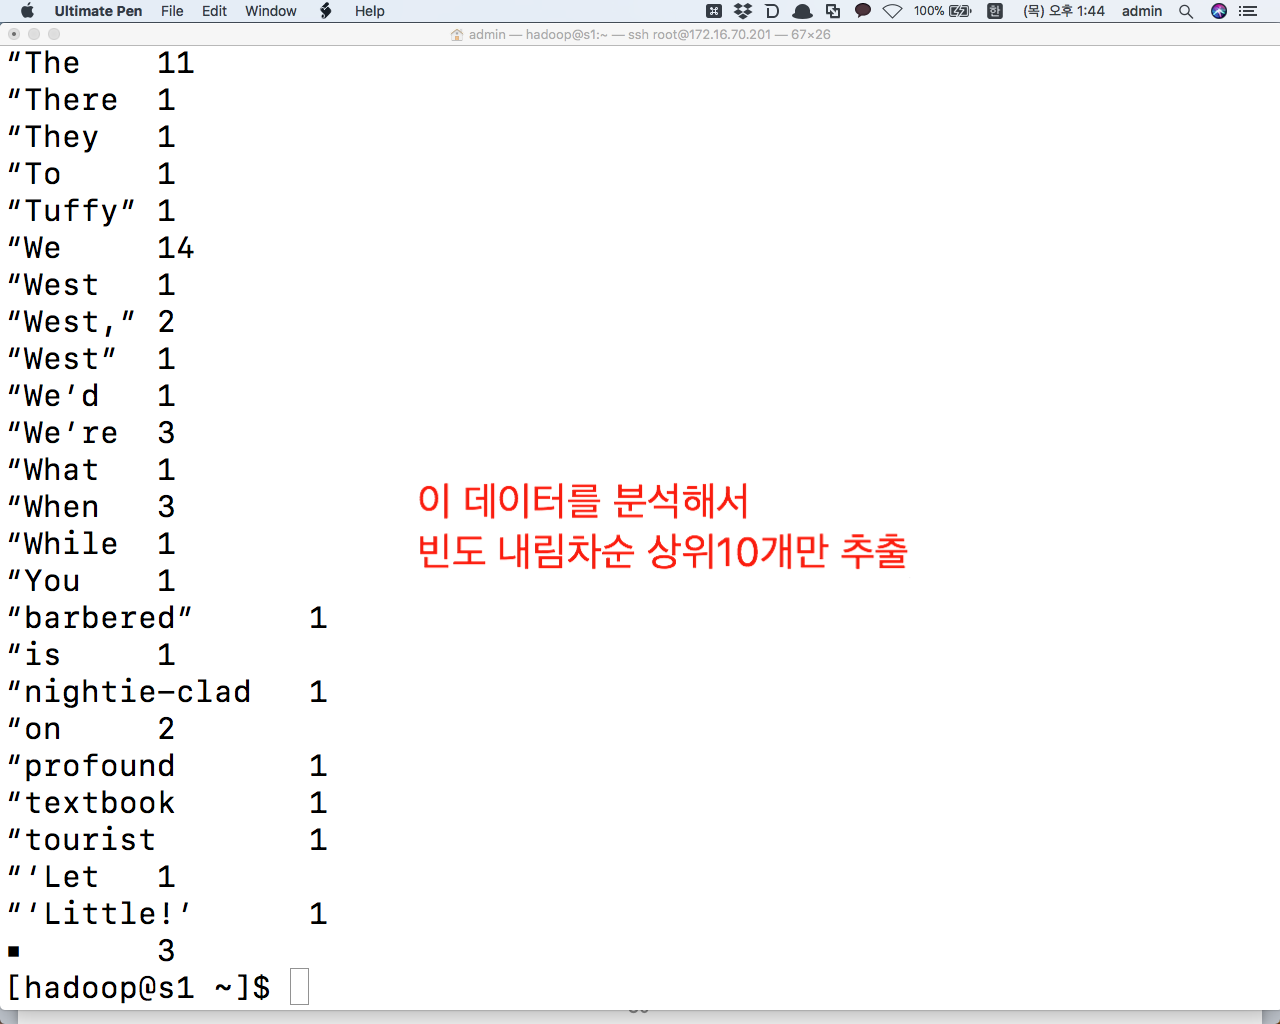 Ultimate Pen File Edit Window Help 100% 한 (목) 오후 1:44 admin
admin — hadoop@s1:~ — ssh root@172.16.70.201 — 67×26
“The 11
“There 1
“They 1
“To 1
“Tuffy” 1
“We 14
“West 1
“West,” 2
“West” 1
“We’d 1
“We’re 3
“What 1
“When 3
“While 1
“You 1
“barbered” 1
“is 1
“nightie-clad 1
“on 2
“profound 1
“textbook 1
“tourist 1
“‘Let 1
“‘Little!’ 1
▪ 3
[hadoop@s1 ~]$
이 데이터를 분석해서
빈도 내림차순 상위10개만 추출